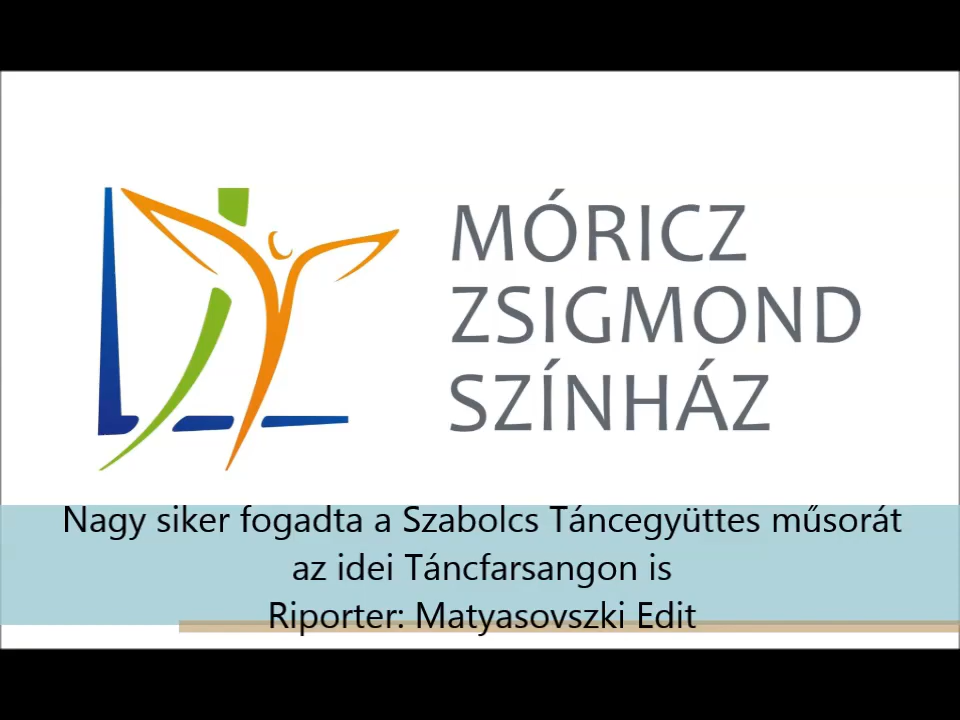 MÓRICZ
ZSIGMOND
SZÍNHÁZ
Nagy siker fogadta a Szabolcs Táncegyüttes műsorát
az idei Táncfarsangon is
Riporter: Matyasovszki Edit